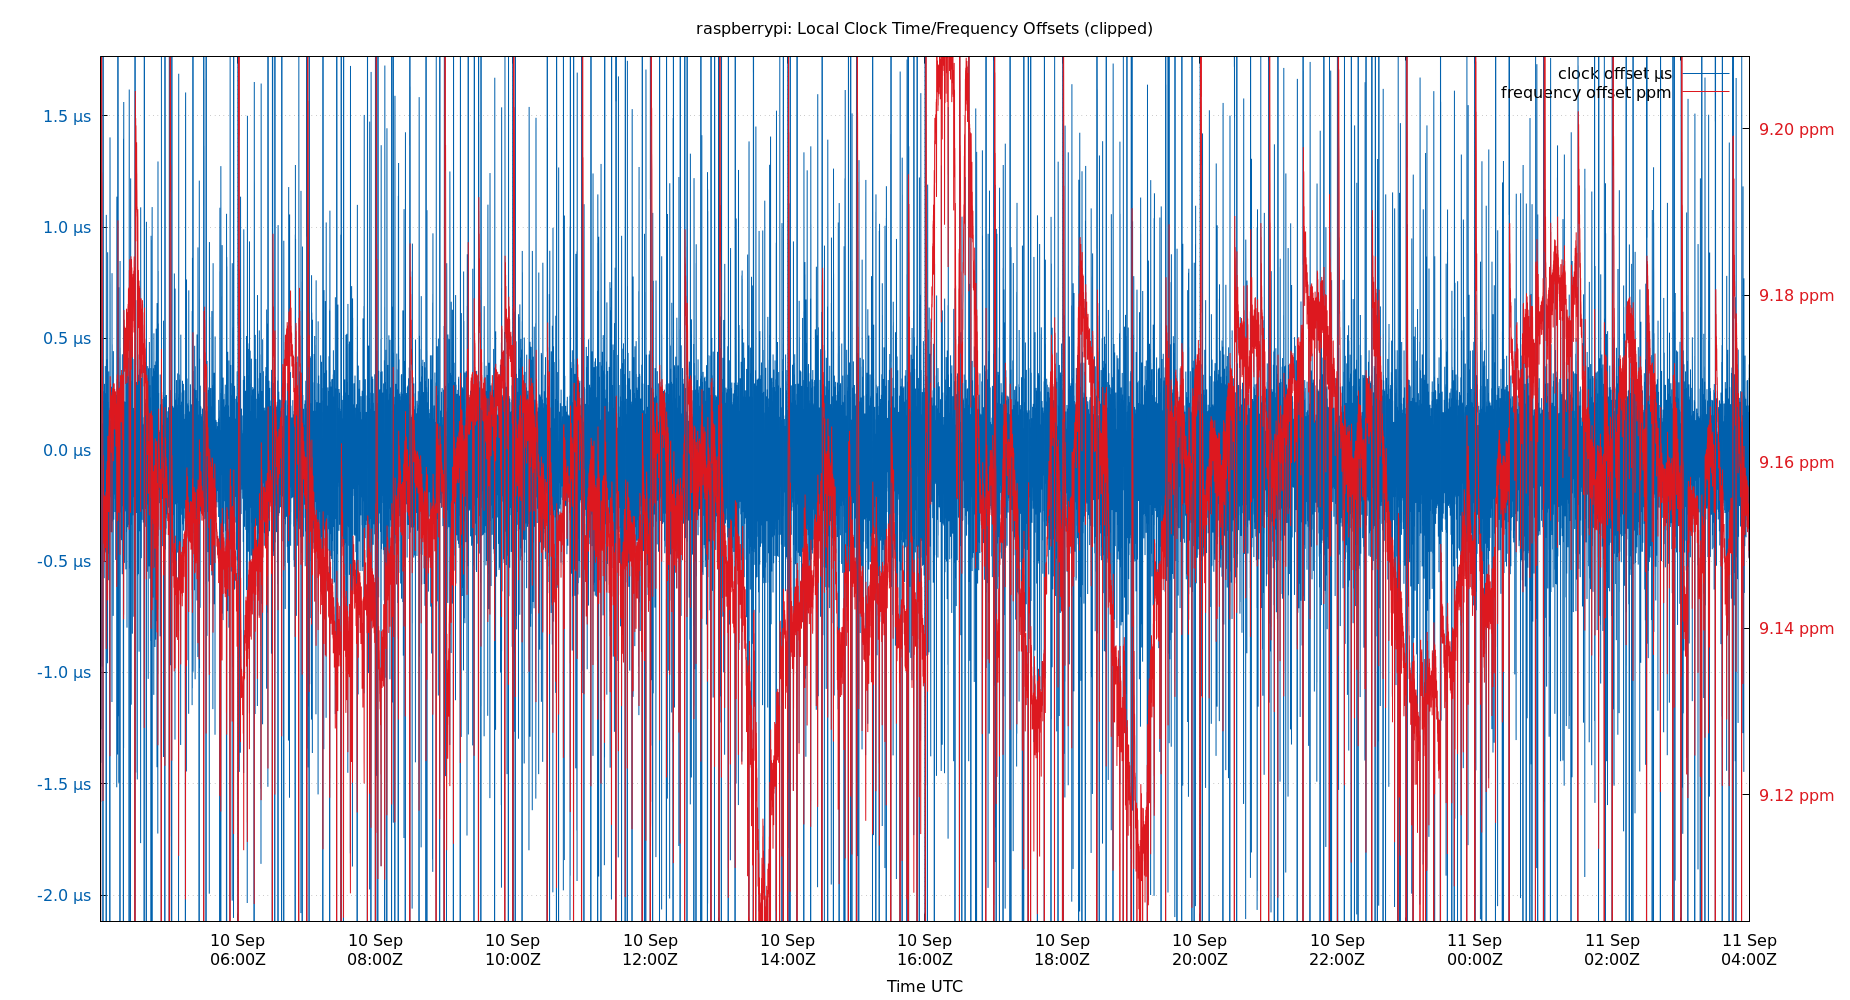 raspberrypi: Local Clock Time/Frequency Offsets (clipped)
clock offset µs
frequency offset ppm
1.5 µs
1.0 µs
0.5 µs
0.0 µs
-0.5 µs
-1.0 µs
-1.5 µs
-2.0 µs
9.20 ppm
9.18 ppm
9.16 ppm
9.14 ppm
9.12 ppm
10 Sep 10 Sep 10 Sep 10 Sep 10 Sep 10 Sep 10 Sep 10 Sep 10 Sep 11 Sep 11 Sep 11 Sep
06:00Z 08:00Z 10:00Z 12:00Z 14:00Z 16:00Z 18:00Z 20:00Z 22:00Z 00:00Z 02:00Z 04:00Z
Time UTC